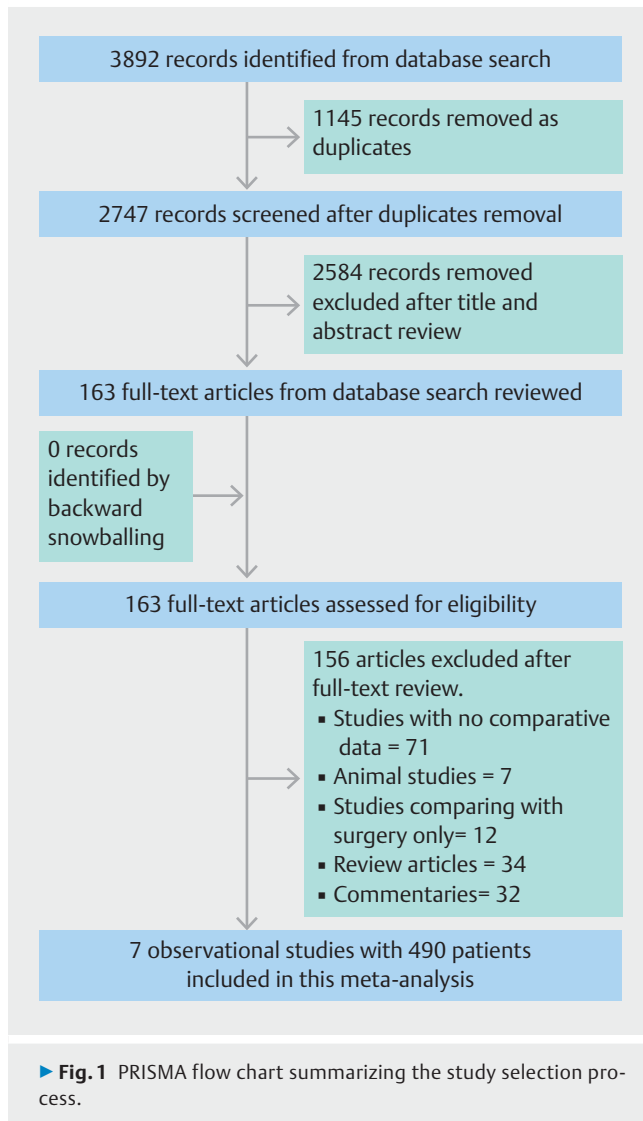 3892 records identified from database search
1145 records removed as
duplicates
2747 records screened after duplicates removal
2584 records removed
excluded after title and
abstract review
163 full-text articles from database search reviewed
0 records
identified by
backward
snowballing
163 full-text articles assessed for eligibility
156 articles excluded after
full-text review.
▪ Studies with no comparative
data = 71
▪ Animal studies = 7
▪ Studies comparing with
surgery only= 12
▪ Review articles = 34
▪ Commentaries= 32
7 observational studies with 490 patients
included in this meta-analysis
▶ Fig. 1 PRISMA flow chart summarizing the study selection pro-
cess.